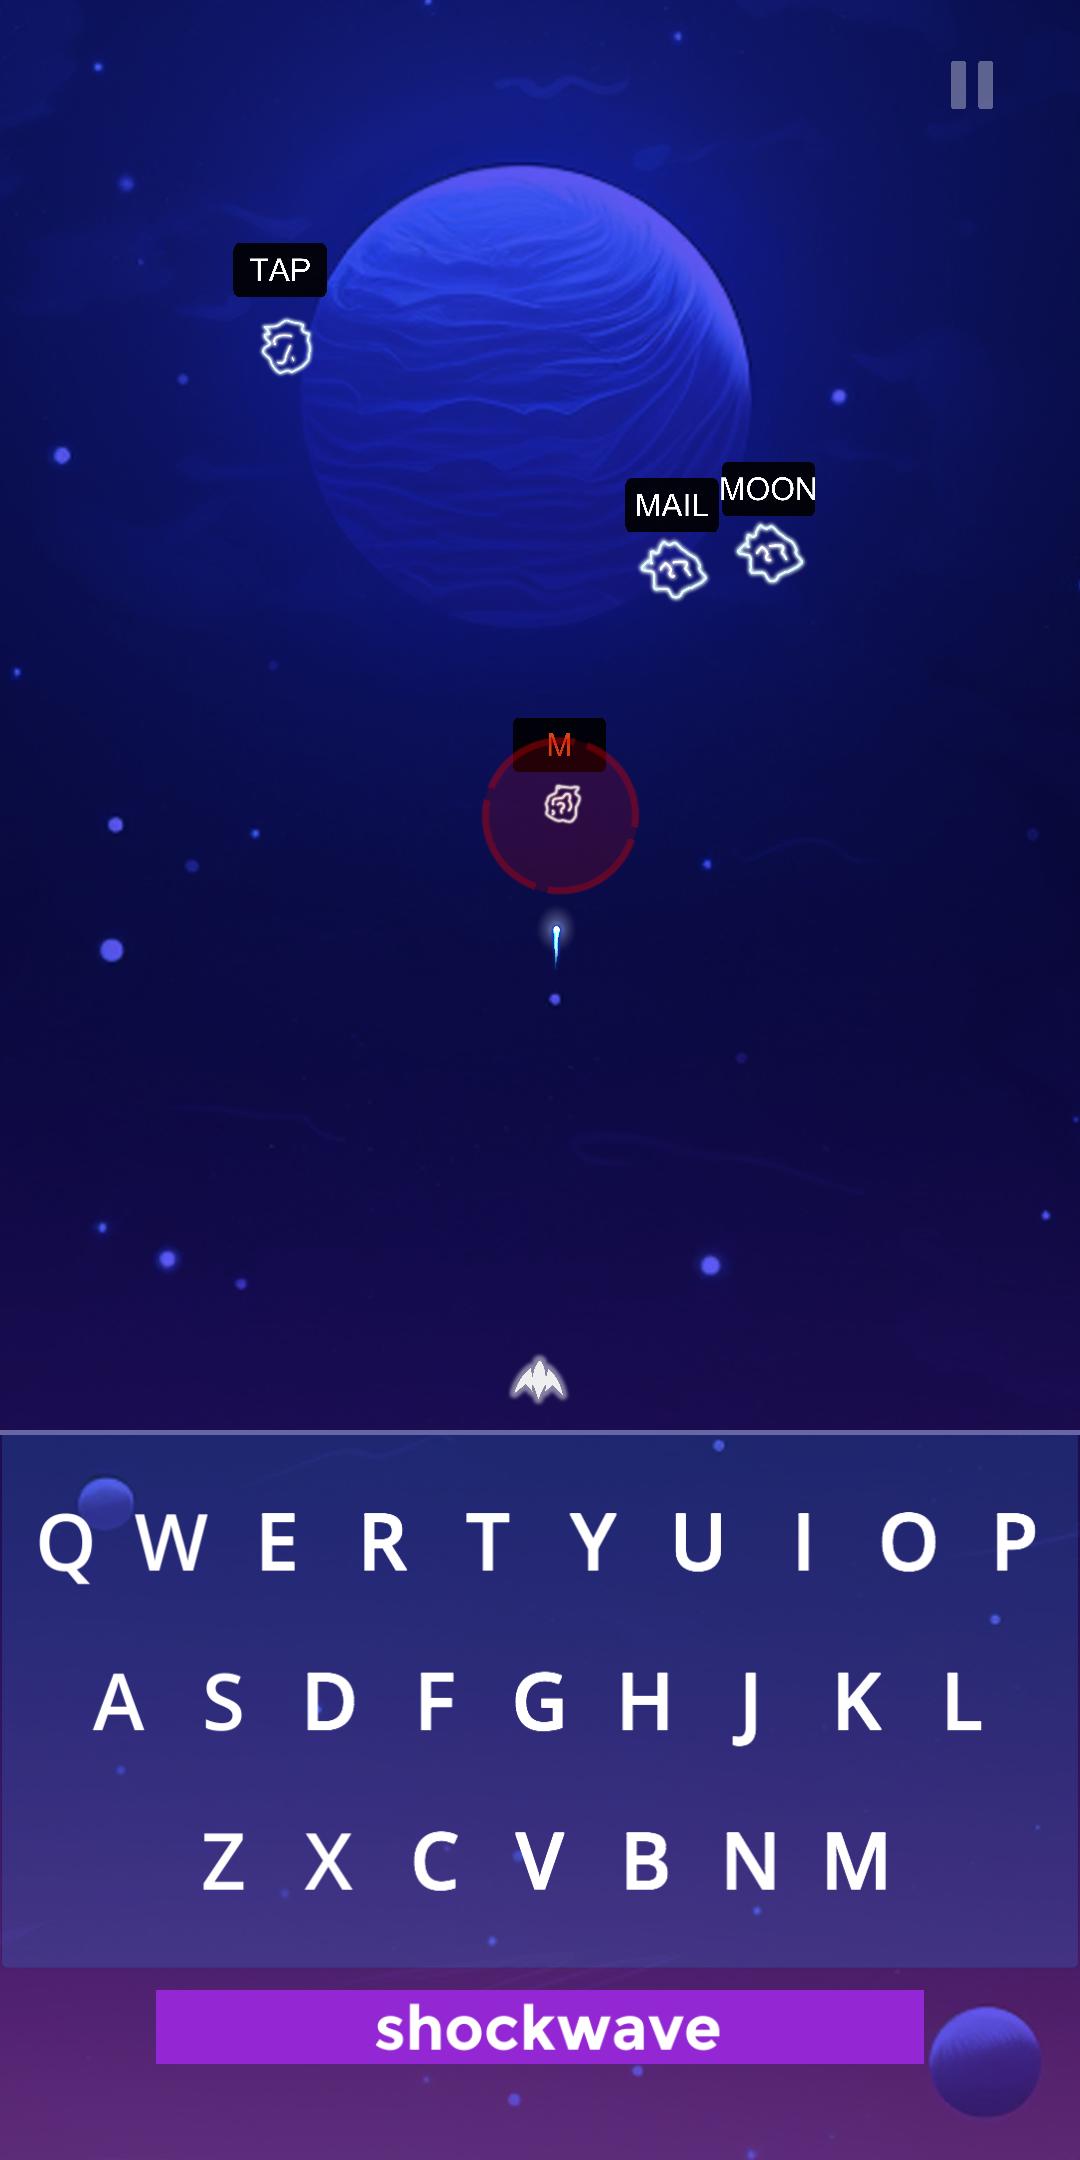 TAP
MAIL MOON
M
Q W E R T Y U I O P
A S D F G H J K L
Z X C V B N M
shockwave